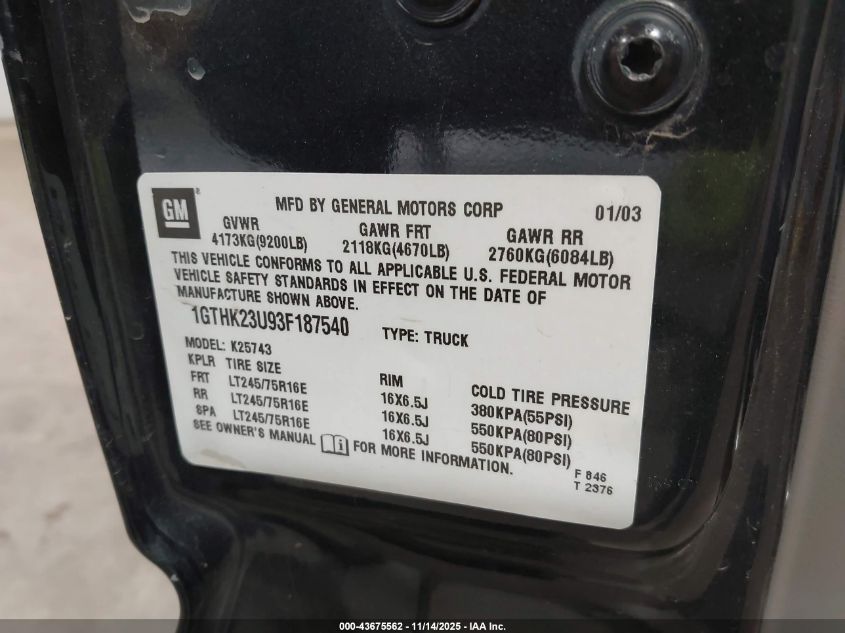 GM ®
MFD BY GENERAL MOTORS CORP 01/03
GVWR GAWR FRT GAWR RR
4173KG(9200LB) 2118KG(4670LB) 2760KG(6084LB)
THIS VEHICLE CONFORMS TO ALL APPLICABLE U.S. FEDERAL MOTOR
VEHICLE SAFETY STANDARDS IN EFFECT ON THE DATE OF
MANUFACTURE SHOWN ABOVE.
1GTHK23U93F187540 TYPE: TRUCK
MODEL: K25743
KPLR TIRE SIZE RIM COLD TIRE PRESSURE
FRT LT245/75R16E 16X6.5J 380KPA(55PSI)
RR LT245/75R16E 16X6.5J 550KPA(80PSI)
SPA LT245/75R16E 16X6.5J 550KPA(80PSI)
SEE OWNER'S MANUAL FOR MORE INFORMATION.
F 846
T 2376
000-43675562 - 11/14/2025 - IAA Inc.